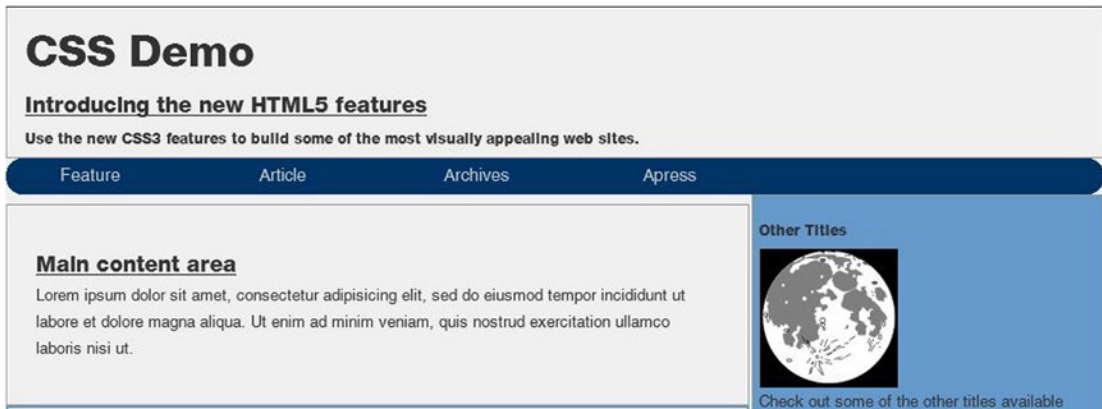 CSS Demo
Introducing the new HTML5 features
Use the new CSS3 features to build some of the most visually appealing web sites.
Feature Article Archives Apress
Main content area
Lorem ipsum dolor sit amet, consectetur adipisicing elit, sed do eiusmod tempor incididunt ut
labore et dolore magna aliqua. Ut enim ad minim veniam, quis nostrud exercitation ullamco
laboris nisi ut.
Other Titles
Check out some of the other titles available